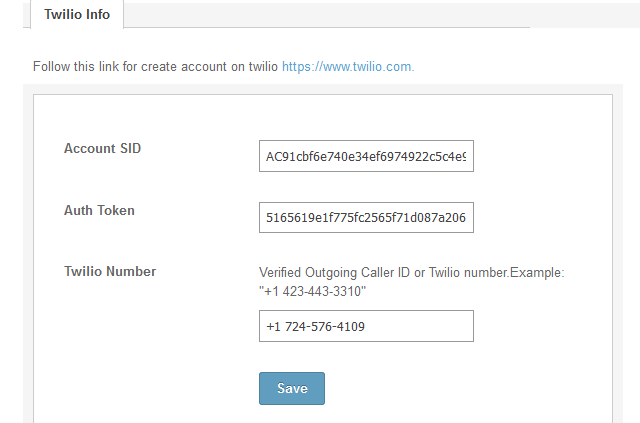 Twilio Info
Follow this link for create account on twilio https://www.twilio.com.
Account SID
AC91cbf6e740e34ef6974922c5c4e9
Auth Token
5165619e1f775fc2565f71d087a206
Twilio Number
Verified Outgoing Caller ID or Twilio number.Example:
"+1 423-443-3310"
+1 724-576-4109
Save